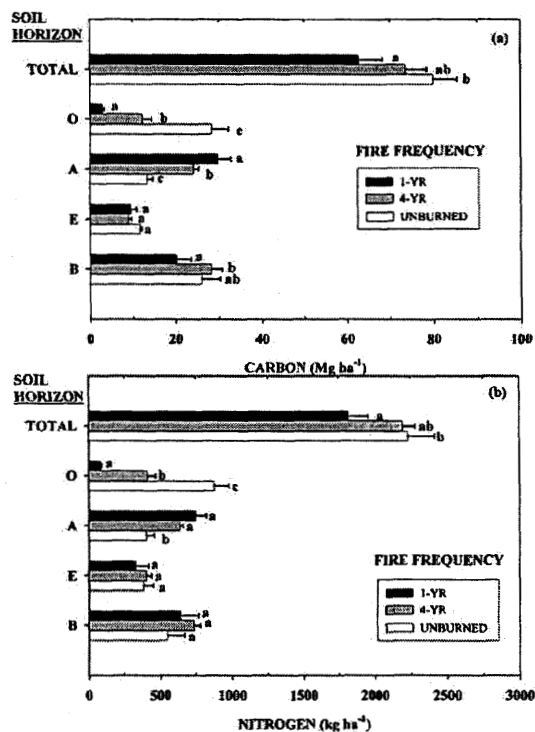 SOIL
HORIZON
(a)
TOTAL
a
ab
b
O
a
b
c
A
a
b
c
FIRE FREQUENCY
1-YR
4-YR
UNBURNED
E
a
a
a
B
a
b
ab
0 20 40 60 80 100
CARBON (Mg ha⁻¹)
SOIL
HORIZON
(b)
TOTAL
a
ab
b
O
a
b
c
A
a
a
b
E
a
a
a
FIRE FREQUENCY
1-YR
4-YR
UNBURNED
B
a
a
a
0 500 1000 1500 2000 2500 3000
NITROGEN (kg ha⁻¹)